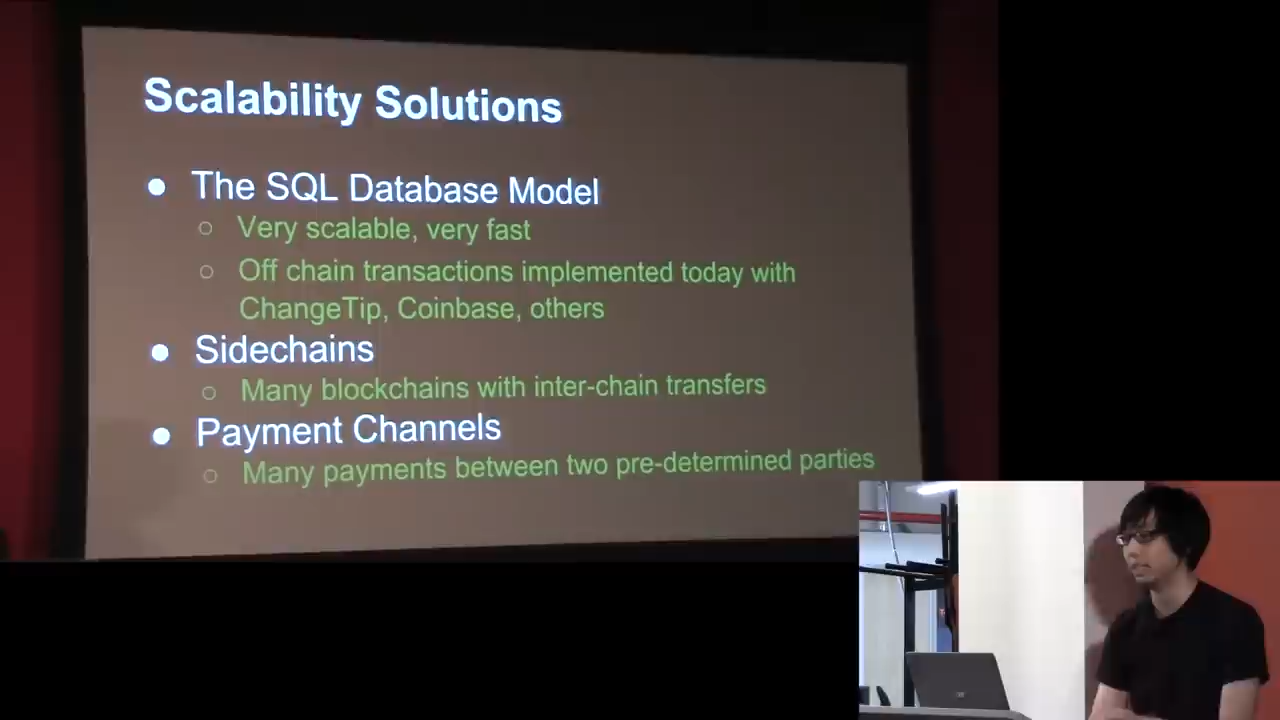 Scalability Solutions
● The SQL Database Model
○ Very scalable, very fast
○ Off chain transactions implemented today with
ChangeTip, Coinbase, others
● Sidechains
○ Many blockchains with inter-chain transfers
● Payment Channels
○ Many payments between two pre-determined parties